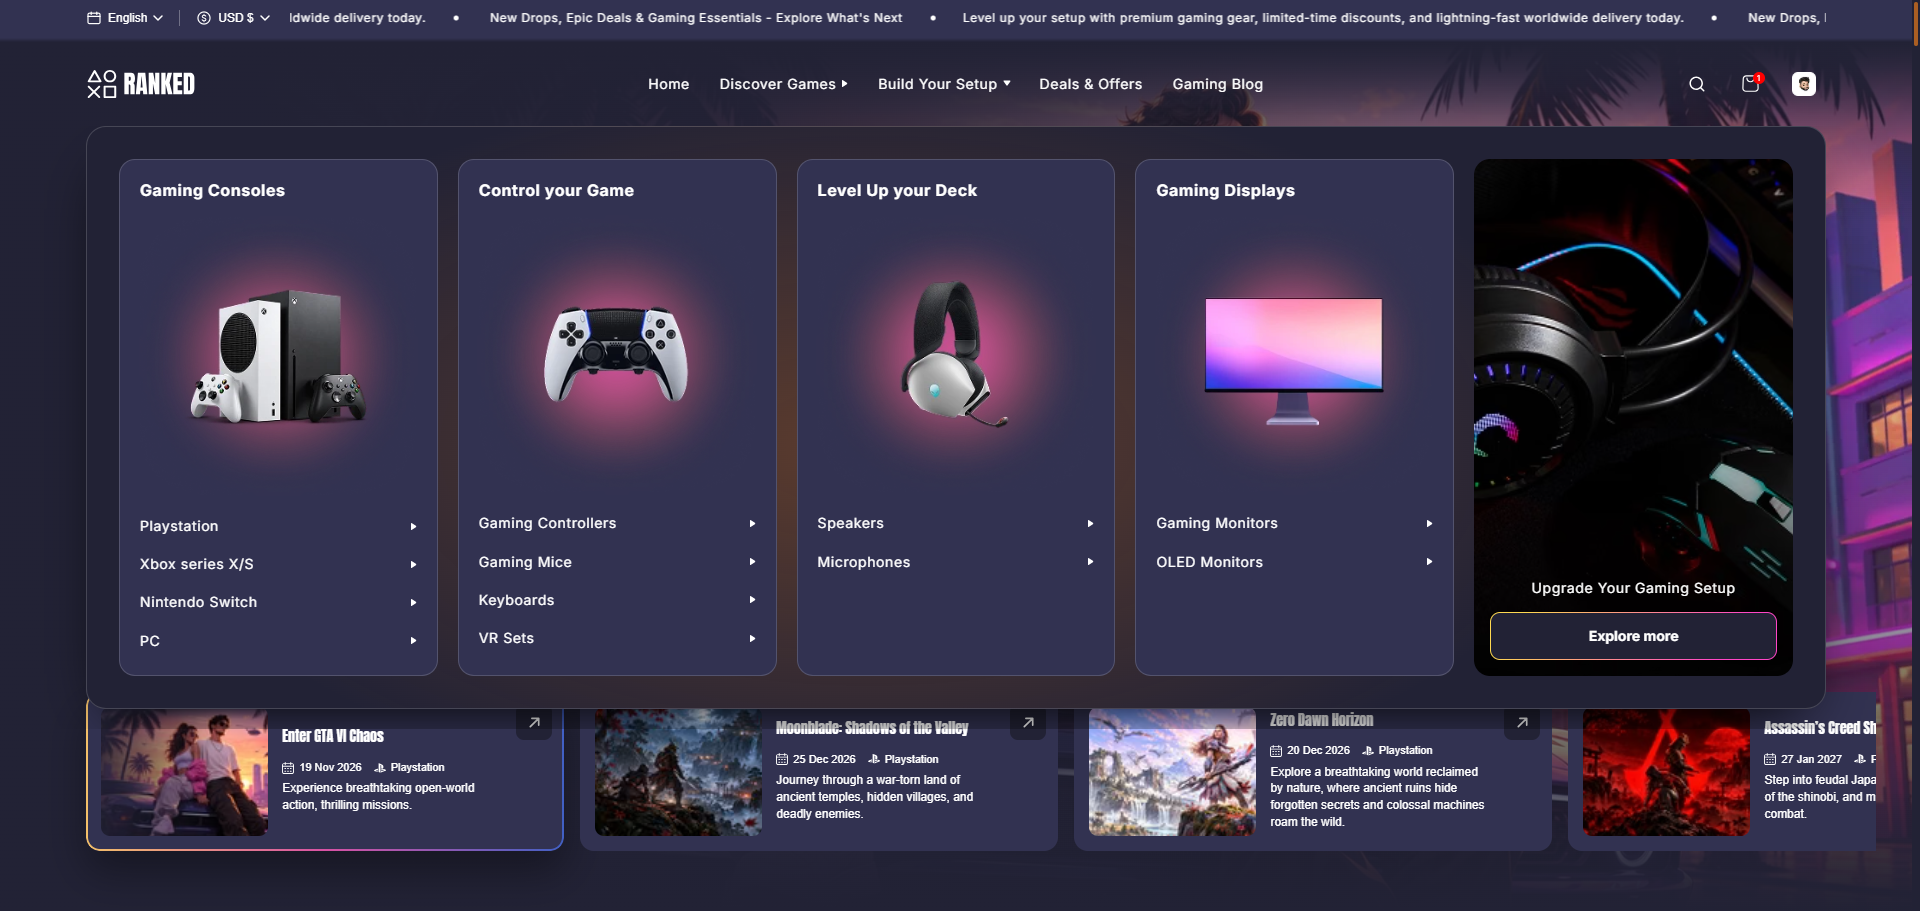 English
USD $
ldwide delivery today.
New Drops, Epic Deals & Gaming Essentials - Explore What's Next
Level up your setup with premium gaming gear, limited-time discounts, and lightning-fast worldwide delivery today.
New Drops,
RANKED
Home
Discover Games
Build Your Setup
Deals & Offers
Gaming Blog
1
Gaming Consoles
Playstation
Xbox series X/S
Nintendo Switch
PC
Control your Game
Gaming Controllers
Gaming Mice
Keyboards
VR Sets
Level Up your Deck
Speakers
Microphones
Gaming Displays
Gaming Monitors
OLED Monitors
Upgrade Your Gaming Setup
Explore more
Enter GTA VI Chaos
19 Nov 2026
Playstation
Experience breathtaking open-world
action, thrilling missions.
Moonblade: Shadows of the Valley
25 Dec 2026
Playstation
Journey through a war-torn land of
ancient temples, hidden villages, and
deadly enemies.
Zero Dawn Horizon
20 Dec 2026
Playstation
Explore a breathtaking world reclaimed
by nature, where ancient ruins hide
forgotten secrets and colossal machines
roam the wild.
Assassin's Creed Sh
27 Jan 2027
Step into feudal Japa
of the shinobi, and m
combat.